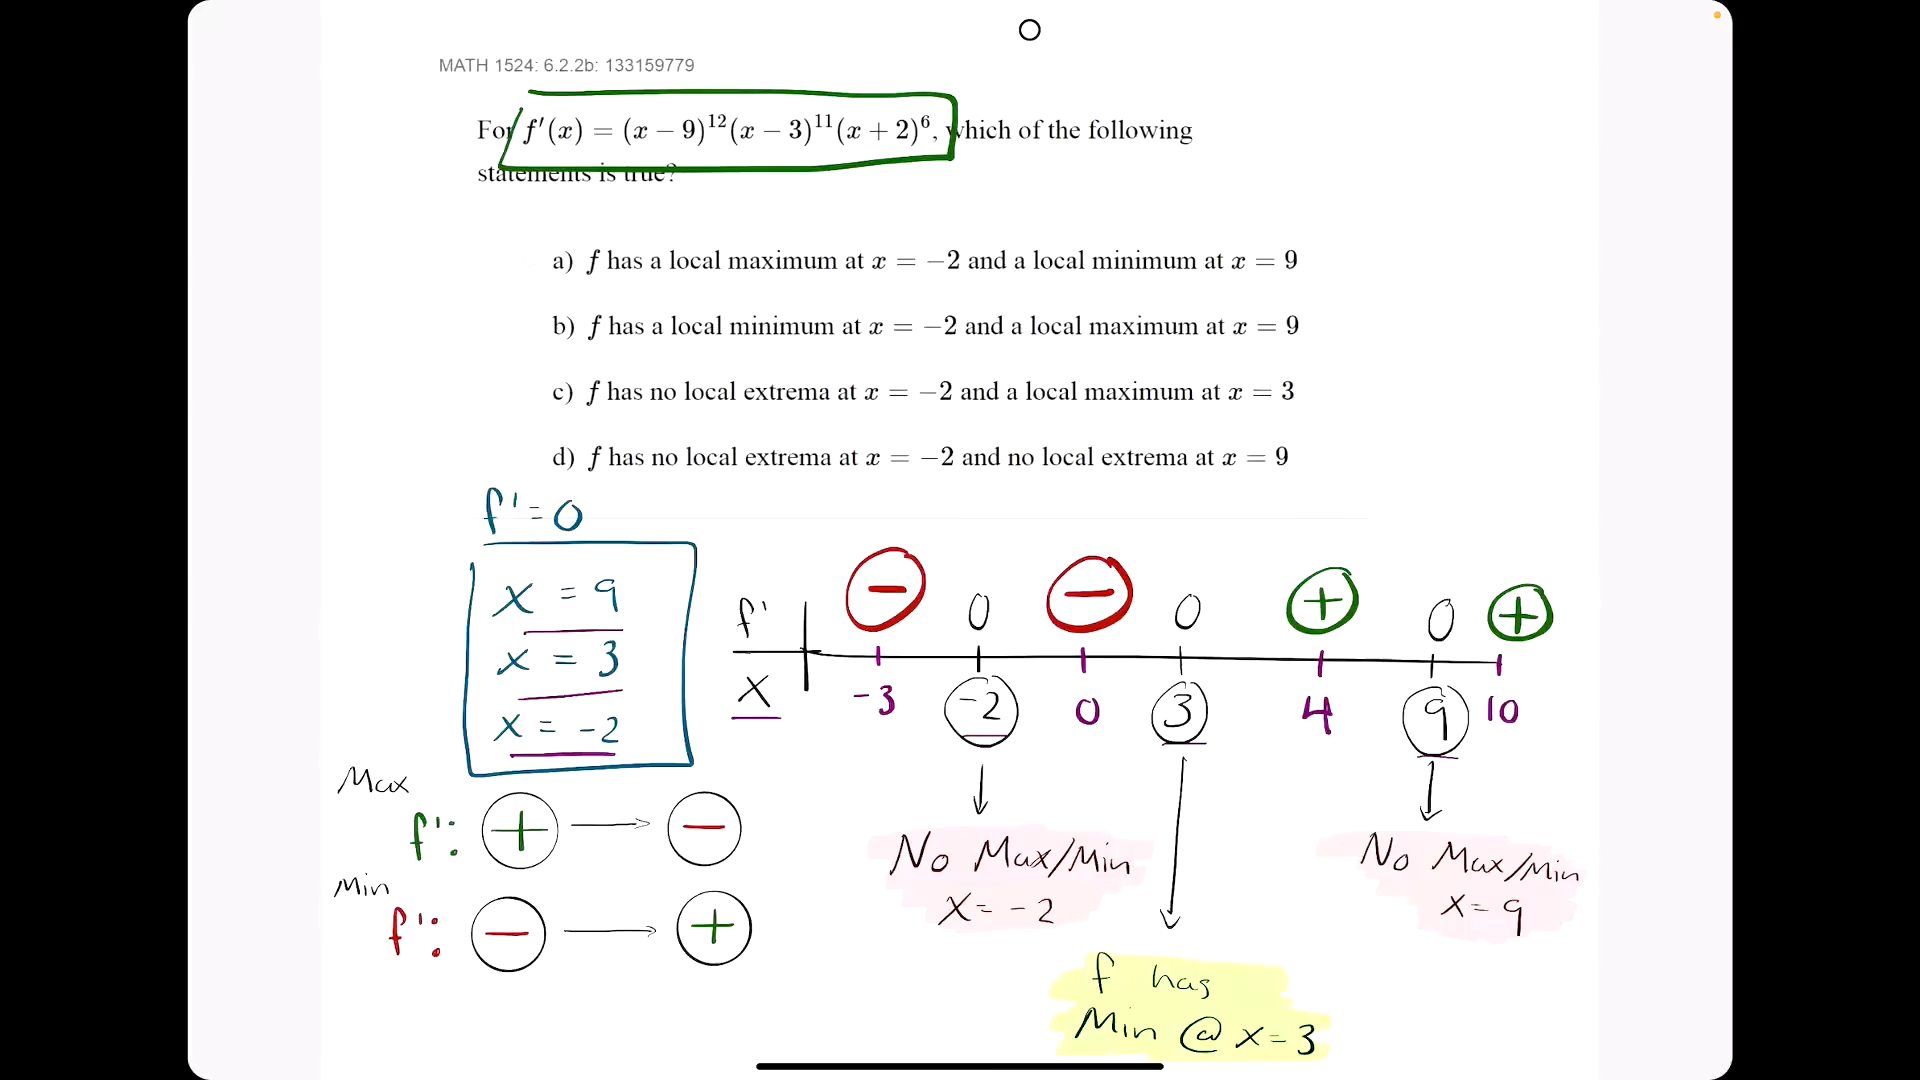 MATH 1524: 6.2.2b: 133159779
For f′(x) = (x − 9)¹²(x − 3)¹¹(x + 2)⁶, which of the following
statements is true?
a) f has a local maximum at x = −2 and a local minimum at x = 9
b) f has a local minimum at x = −2 and a local maximum at x = 9
c) f has no local extrema at x = −2 and a local maximum at x = 3
d) f has no local extrema at x = −2 and no local extrema at x = 9
f' = 0
x = 9
x = 3
x = -2
f' − 0 − 0 + 0 +
x -3 -2 0 3 4 9 10
Max
f': + → −
Min
f': − → +
No Max/Min
x = -2
No Max/Min
x = 9
f has
Min @ x = 3